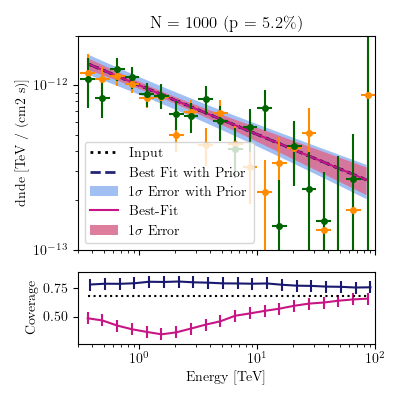 N = 1000 (p = 5.2%)
dnde [TeV / (cm2 s)]
10⁻¹²
10⁻¹³
Input
Best Fit with Prior
1σ Error with Prior
Best-Fit
1σ Error
Coverage
0.75
0.50
10⁰
10¹
10²
Energy [TeV]